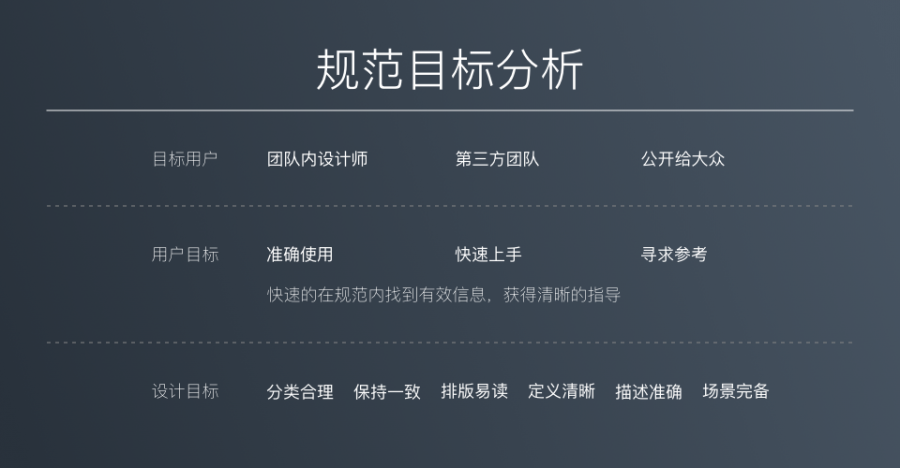 规范目标分析
目标用户 团队内设计师 第三方团队 公开给大众
用户目标 准确使用 快速上手 寻求参考
快速的在规范内找到有效信息，获得清晰的指导
设计目标 分类合理 保持一致 排版易读 定义清晰 描述准确 场景完备